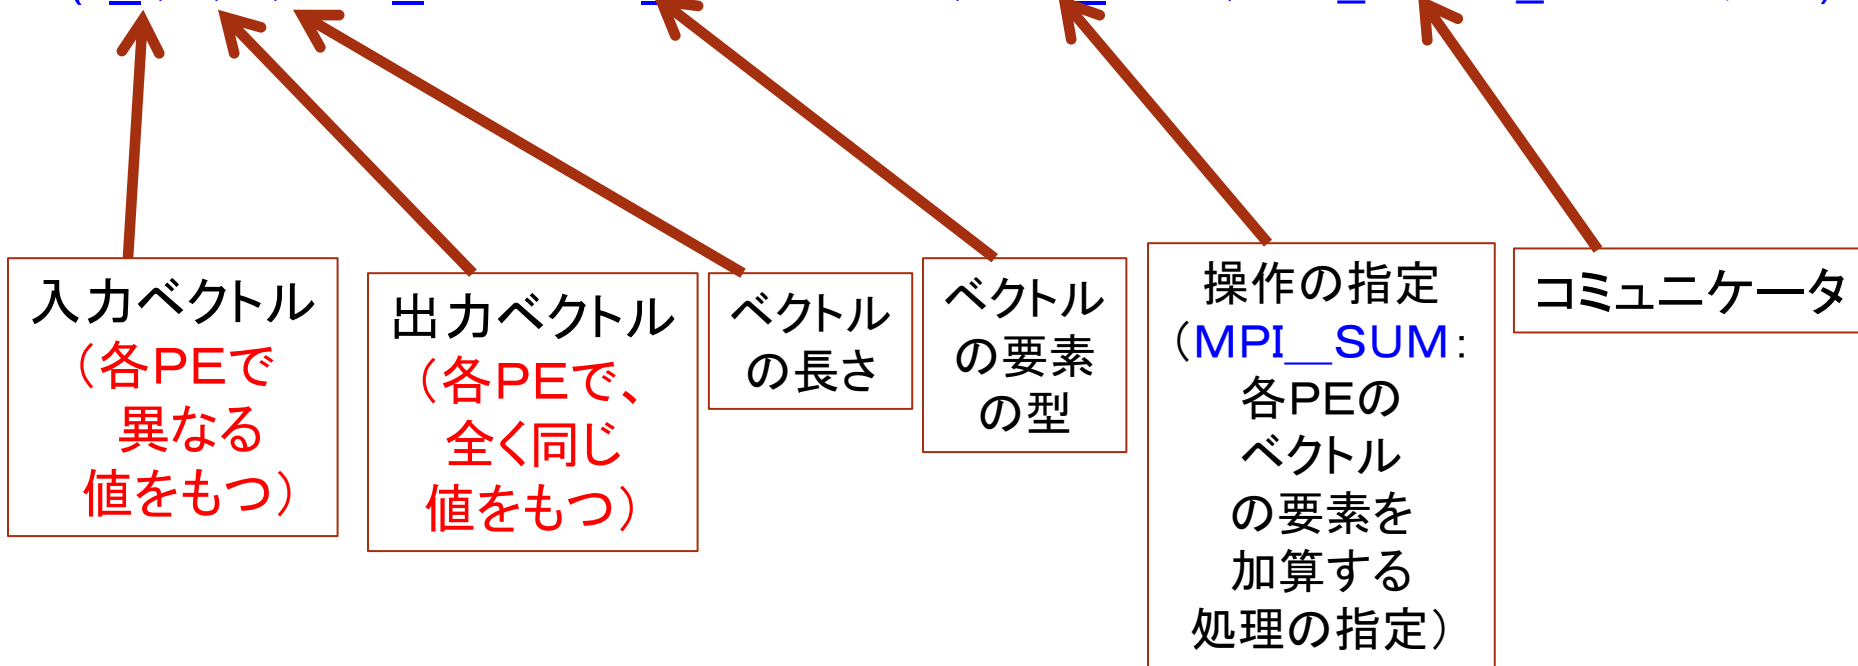 入力ベクトル
（各PEで
異なる
値をもつ）
出力ベクトル
（各PEで、
全く同じ
値をもつ）
ベクトル
の長さ
ベクトル
の要素
の型
操作の指定
（MPI＿SUM：
各PEの
ベクトル
の要素を
加算する
処理の指定）
コミュニケータ